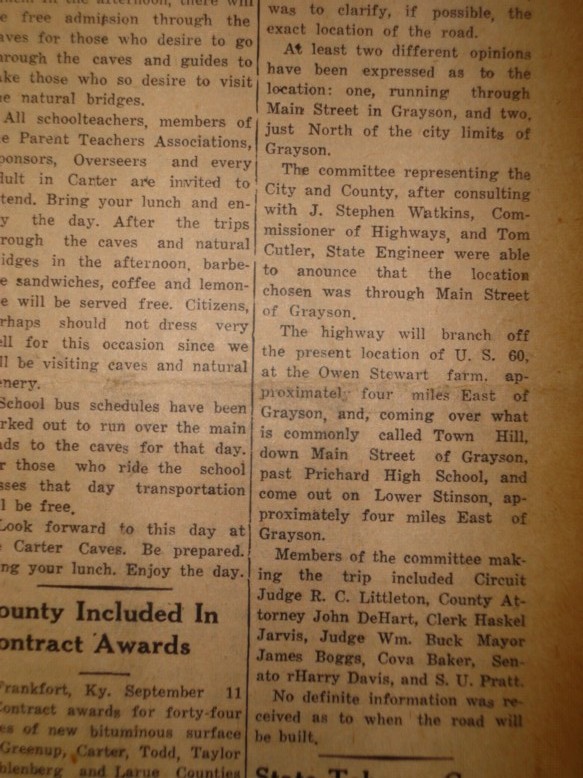 in the afternoon, there will
e free admission through the
aves for those who desire to go
rough the caves and guides to
ke those who so desire to visit
e natural bridges.
All schoolteachers, members of
e Parent Teachers Associations,
ponsors, Overseers and every
dult in Carter are invited to
tend. Bring your lunch and en-
y the day. After the trips
rough the caves and natural
idges in the afternoon, barbe-
e sandwiches, coffee and lemon-
e will be served free. Citizens,
rhaps should not dress very
ell for this occasion since we
ll be visiting caves and natural
enery.
School bus schedules have been
rked out to run over the main
ads to the caves for that day.
r those who ride the school
sses that day transportation
l be free.
Look forward to this day at
Carter Caves. Be prepared.
ng your lunch. Enjoy the day.
ounty Included In
ontract Awards
Frankfort, Ky. September 11
Contract awards for forty-four
es of new bituminous surface
Greenup, Carter, Todd, Taylor
hlenberg and Larue Counties
was to clarify, if possible, the
exact location of the road.
At least two different opinions
have been expressed as to the
location: one, running through
Main Street in Grayson, and two,
just North of the city limits of
Grayson.
The committee representing the
City and County, after consulting
with J. Stephen Watkins, Com-
missioner of Highways, and Tom
Cutler, State Engineer were able
to anounce that the location
chosen was through Main Street
of Grayson.
The highway will branch off
the present location of U. S. 60,
at the Owen Stewart farm. ap-
proximately four miles East of
Grayson, and, coming over what
is commonly called Town Hill,
down Main Street of Grayson,
past Prichard High School, and
come out on Lower Stinson, ap-
proximately four miles East of
Grayson.
Members of the committee mak-
ing the trip included Circuit
Judge R. C. Littleton, County At-
torney John DeHart, Clerk Haskel
Jarvis, Judge Wm. Buck Mayor
James Boggs, Cova Baker, Sen-
ato rHarry Davis, and S. U. Pratt.
No definite information was re-
ceived as to when the road will
be built.